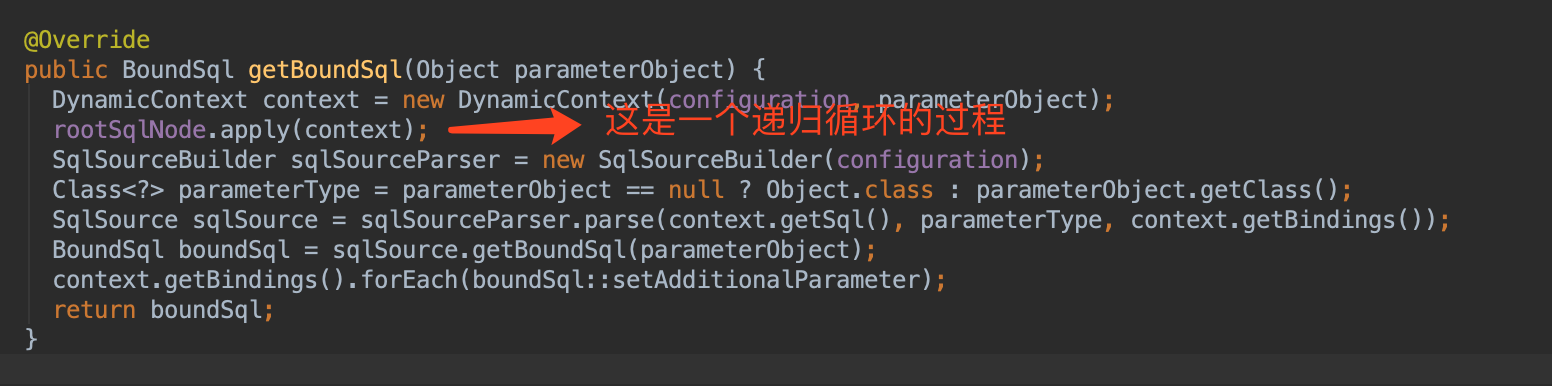 @Override
public BoundSql getBoundSql(Object parameterObject) {
DynamicContext context = new DynamicContext(configuration, parameterObject);
rootSqlNode.apply(context); 这是一个递归循环的过程
SqlSourceBuilder sqlSourceParser = new SqlSourceBuilder(configuration);
Class<?> parameterType = parameterObject == null ? Object.class : parameterObject.getClass();
SqlSource sqlSource = sqlSourceParser.parse(context.getSql(), parameterType, context.getBindings());
BoundSql boundSql = sqlSource.getBoundSql(parameterObject);
context.getBindings().forEach(boundSql::setAdditionalParameter);
return boundSql;
}